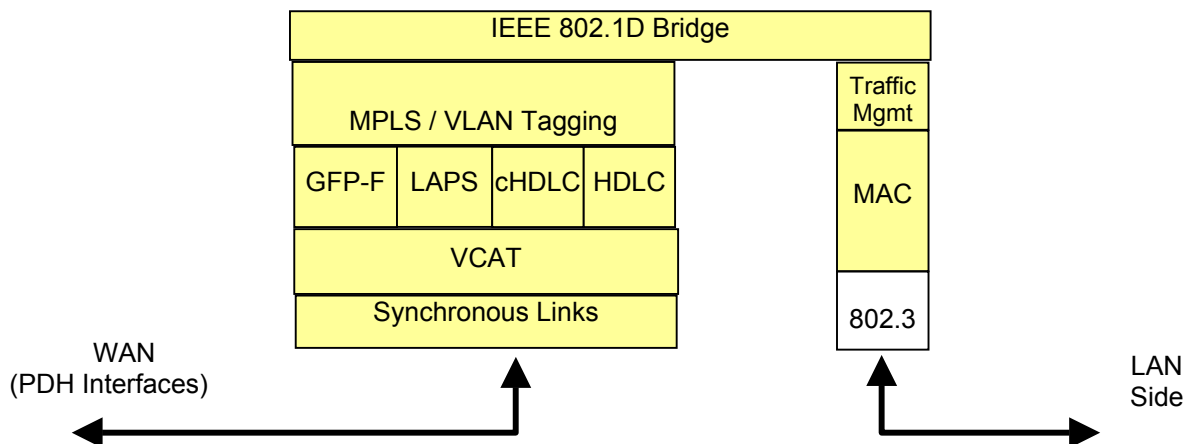 IEEE 802.1D Bridge
Traffic
Mgmt
MPLS / VLAN Tagging
GFP-F LAPS cHDLC HDLC
MAC
VCAT
Synchronous Links
802.3
WAN
(PDH Interfaces)
LAN
Side